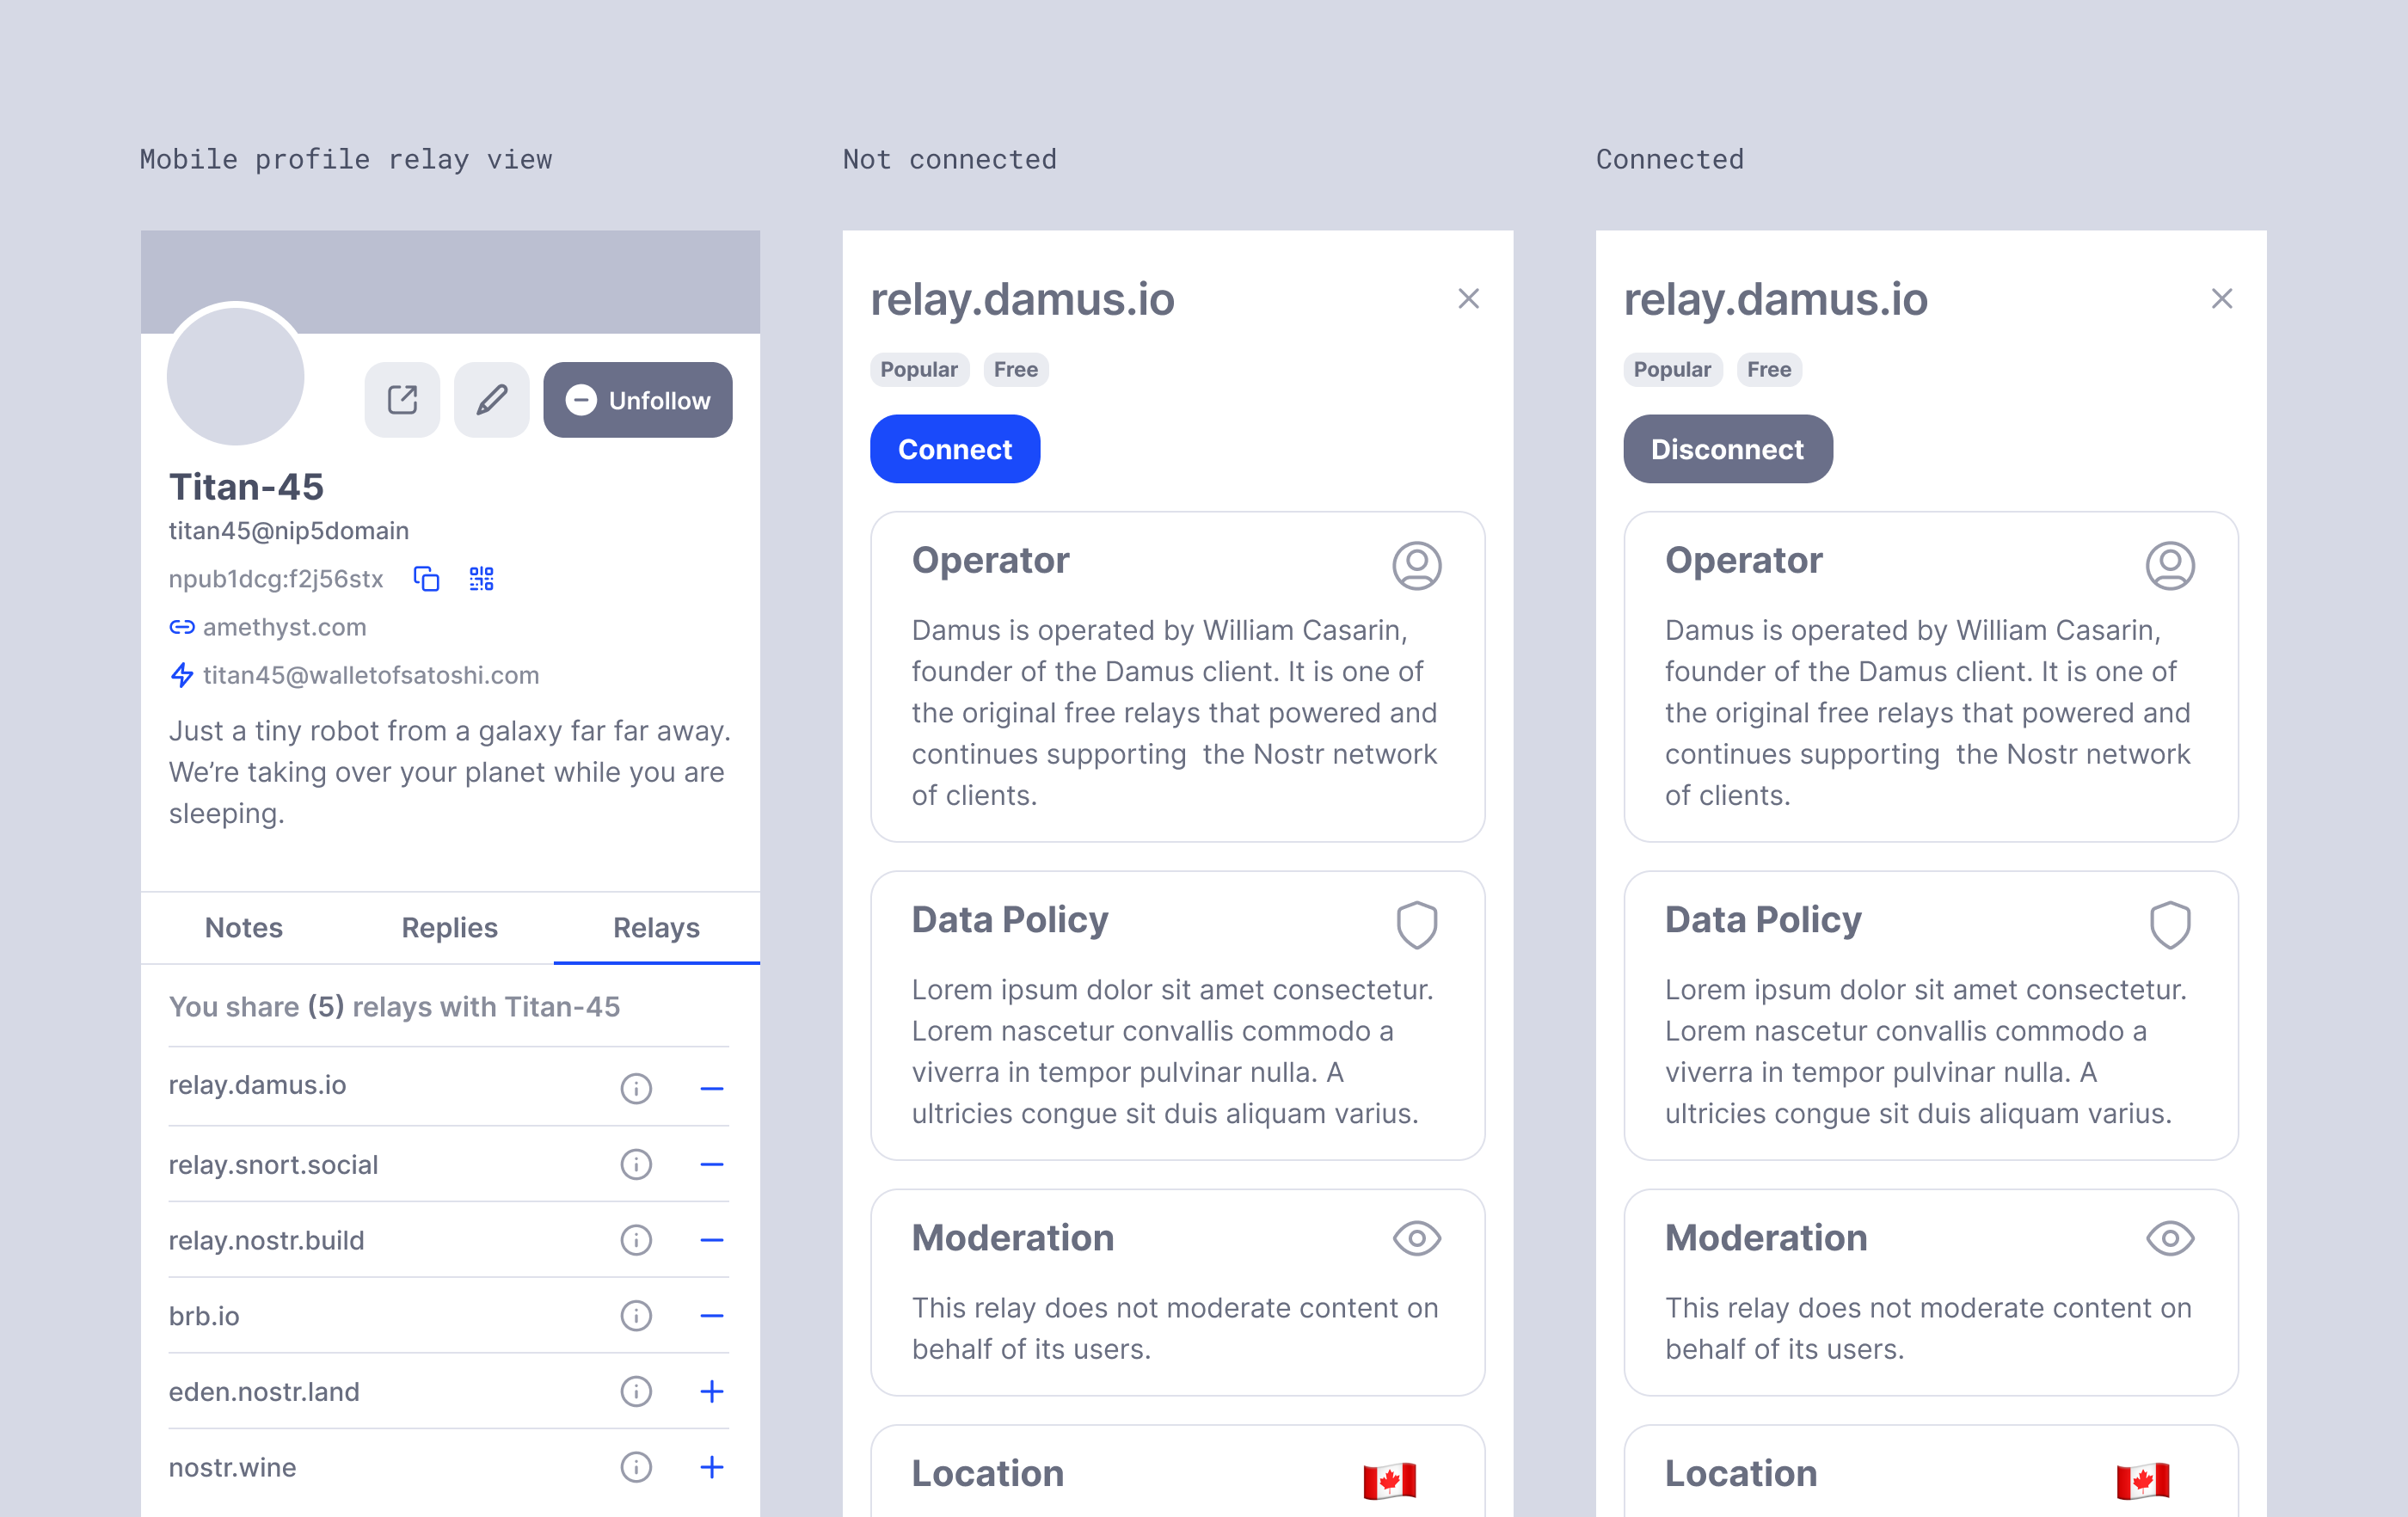 Mobile profile relay view
Unfollow
Titan-45
titan45@nip5domain
npub1dcg:f2j56stx
amethyst.com
titan45@walletofsatoshi.com
Just a tiny robot from a galaxy far far away.
We’re taking over your planet while you are
sleeping.
Notes Replies Relays
You share (5) relays with Titan-45
relay.damus.io
relay.snort.social
relay.nostr.build
brb.io
eden.nostr.land
nostr.wine
Not connected
relay.damus.io
Popular Free
Connect
Operator
Damus is operated by William Casarin,
founder of the Damus client. It is one of
the original free relays that powered and
continues supporting  the Nostr network
of clients.
Data Policy
Lorem ipsum dolor sit amet consectetur.
Lorem nascetur convallis commodo a
viverra in tempor pulvinar nulla. A
ultricies congue sit duis aliquam varius.
Moderation
This relay does not moderate content on
behalf of its users.
Location
Connected
relay.damus.io
Popular Free
Disconnect
Operator
Damus is operated by William Casarin,
founder of the Damus client. It is one of
the original free relays that powered and
continues supporting  the Nostr network
of clients.
Data Policy
Lorem ipsum dolor sit amet consectetur.
Lorem nascetur convallis commodo a
viverra in tempor pulvinar nulla. A
ultricies congue sit duis aliquam varius.
Moderation
This relay does not moderate content on
behalf of its users.
Location